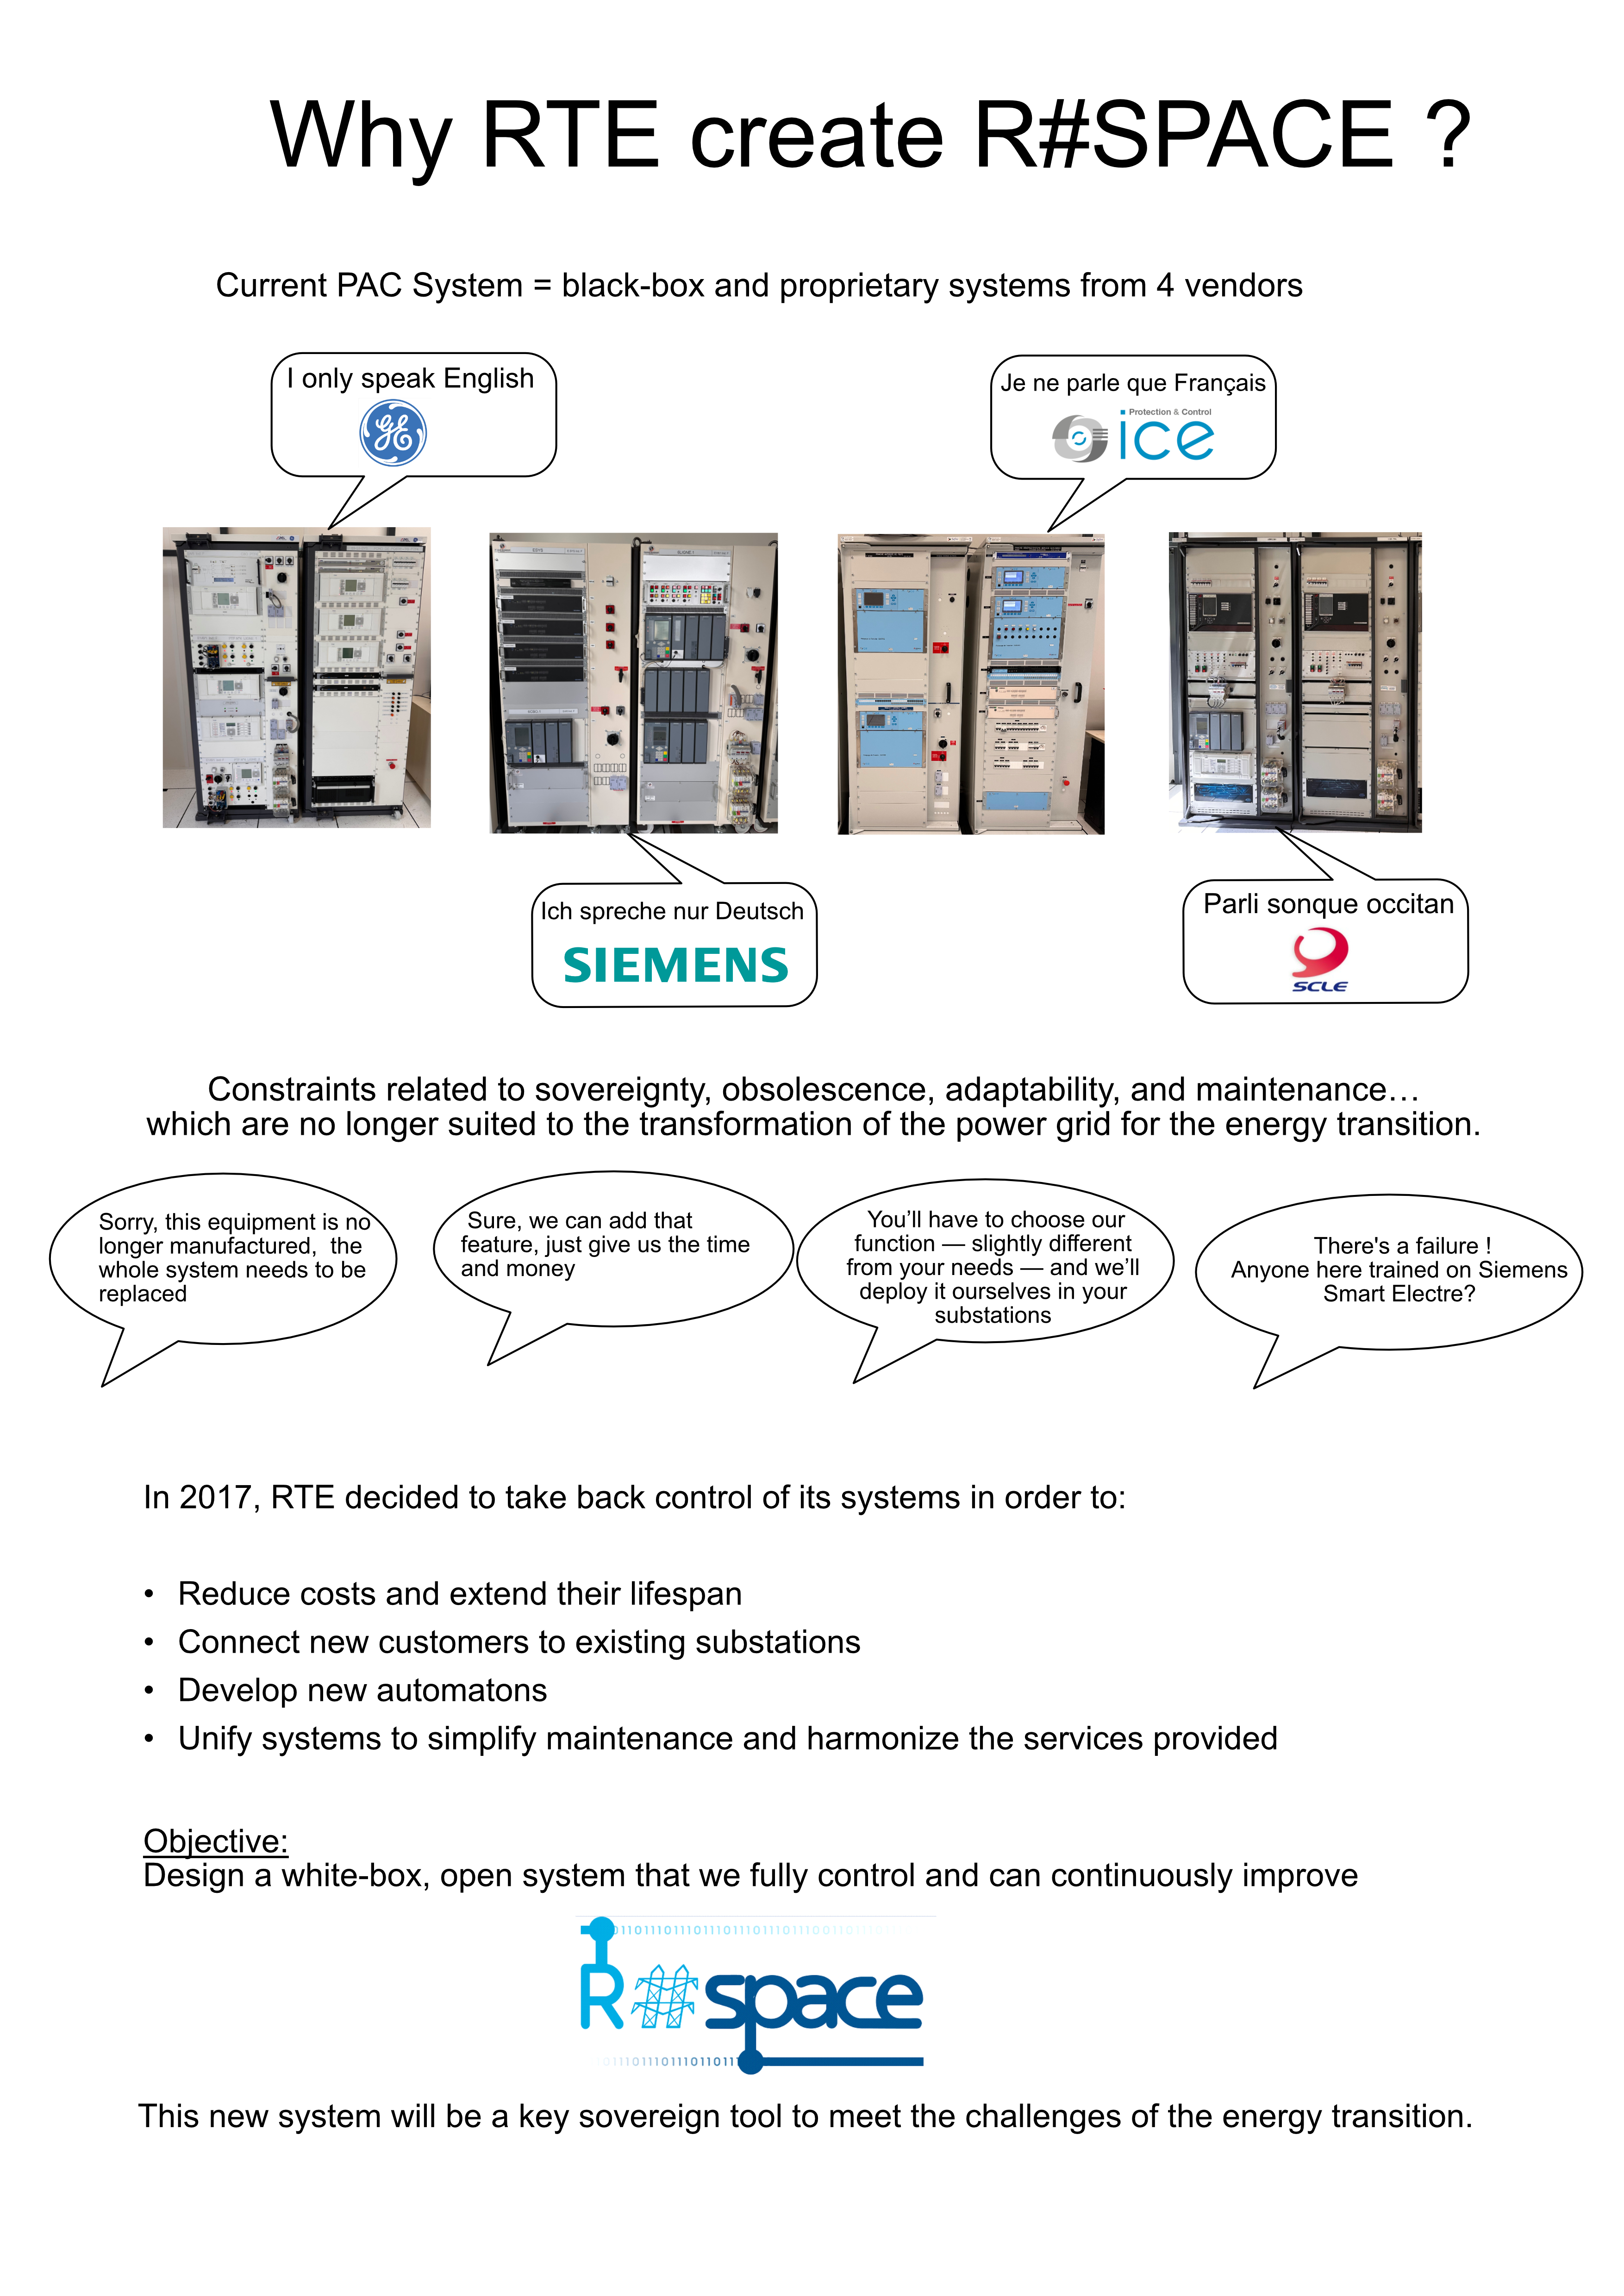 Why RTE create R#SPACE ?
Current PAC System = black-box and proprietary systems from 4 vendors
I only speak English
GE
Je ne parle que Français
Protection & Control
ice
Ich spreche nur Deutsch
SIEMENS
Parli sonque occitan
SCLE
Constraints related to sovereignty, obsolescence, adaptability, and maintenance…
which are no longer suited to the transformation of the power grid for the energy transition.
Sorry, this equipment is no
longer manufactured,  the
whole system needs to be
replaced
Sure, we can add that
feature, just give us the time
and money
You’ll have to choose our
function — slightly different
from your needs — and we’ll
deploy it ourselves in your
substations
There's a failure !
Anyone here trained on Siemens
Smart Electre?
In 2017, RTE decided to take back control of its systems in order to:
• Reduce costs and extend their lifespan
• Connect new customers to existing substations
• Develop new automatons
• Unify systems to simplify maintenance and harmonize the services provided
Objective:
Design a white-box, open system that we fully control and can continuously improve
R#space
This new system will be a key sovereign tool to meet the challenges of the energy transition.